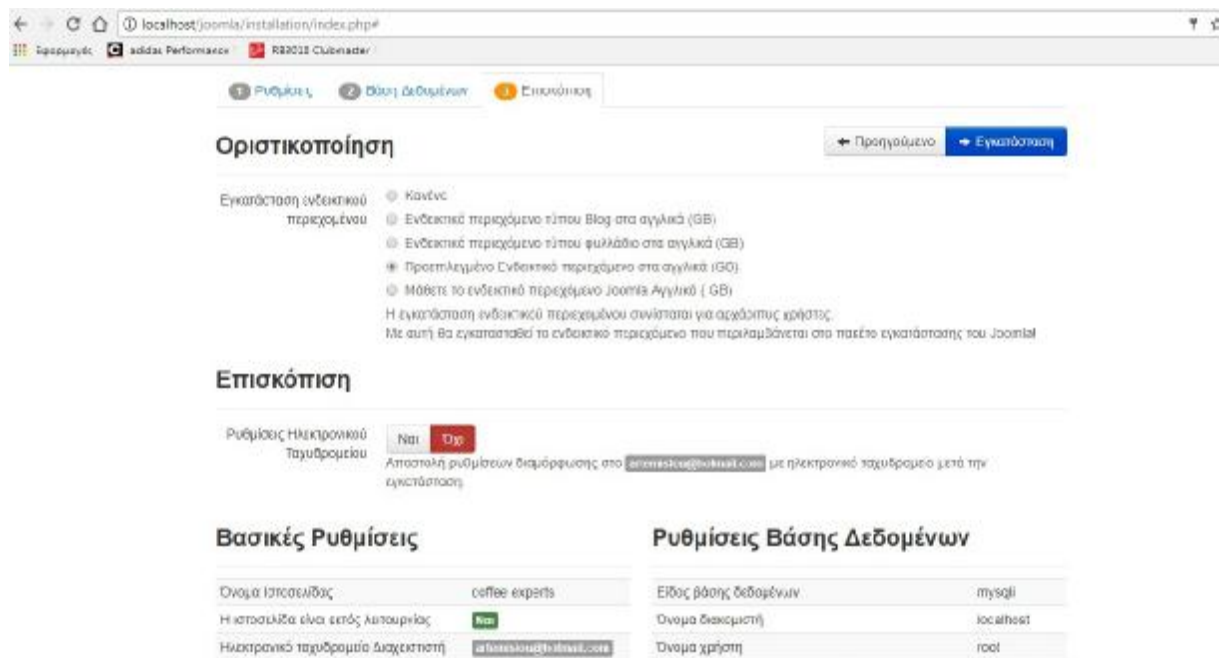 localhost/joomla/installation/index.php#
Εφαρμογές adidas Performance RB3016 Clubmaster
1 Ρυθμίσεις 2 Βάση Δεδομένων 3 Επισκόπιση
Οριστικοποίηση
← Προηγούμενο → Εγκατάσταση
Εγκατάσταση ενδεικτικού περιεχομένου
Κανένα
Ενδεικτικό περιεχόμενο τύπου Blog στα αγγλικά (GB)
Ενδεικτικό περιεχόμενο τύπου φυλλάδιο στα αγγλικά (GB)
Προεπιλεγμένο Ενδεικτικό περιεχόμενο στα αγγλικά (GB)
Μάθετε το ενδεικτικό περιεχόμενο Joomla Αγγλικά ( GB)
Η εγκατάσταση ενδεικτικού περιεχομένου συνίσταται για αρχάριους χρήστες.
Με αυτή θα εγκατασταθεί το ενδεικτικό περιεχόμενο που περιλαμβάνεται στο πακέτο εγκατάστασης του Joomla!
Επισκόπιση
Ρυθμίσεις Ηλεκτρονικού Ταχυδρομείου
Ναι Όχι
Αποστολή ρυθμίσεων διαμόρφωσης στο με ηλεκτρονικό ταχυδρομείο μετά την
εγκατάσταση.
Βασικές Ρυθμίσεις
Όνομα Ιστοσελίδας coffee experts
Η ιστοσελίδα είναι εκτός λειτουργίας Ναι
Ηλεκτρονικό ταχυδρομείο Διαχειριστή
Ρυθμίσεις Βάσης Δεδομένων
Είδος βάσης δεδομένων mysqli
Όνομα διακομιστή localhost
Όνομα χρήστη root